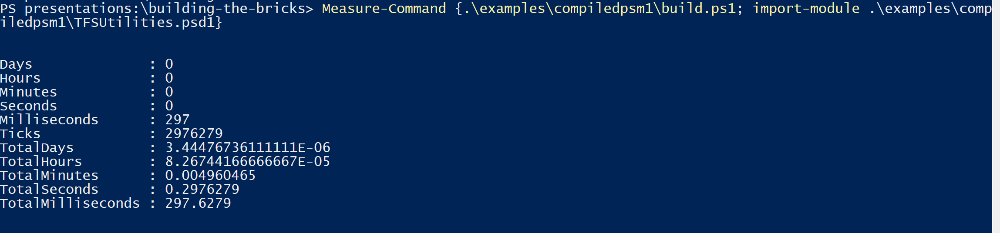 PS presentations:\building-the-bricks> Measure-Command {.\examples\compiledpsm1\build.ps1; import-module .\examples\comp
iledpsm1\TFSUtilities.psd1}
Days              : 0
Hours             : 0
Minutes           : 0
Seconds           : 0
Milliseconds      : 297
Ticks             : 2976279
TotalDays         : 3.44476736111111E-06
TotalHours        : 8.26744166666667E-05
TotalMinutes      : 0.004960465
TotalSeconds      : 0.2976279
TotalMilliseconds : 297.6279